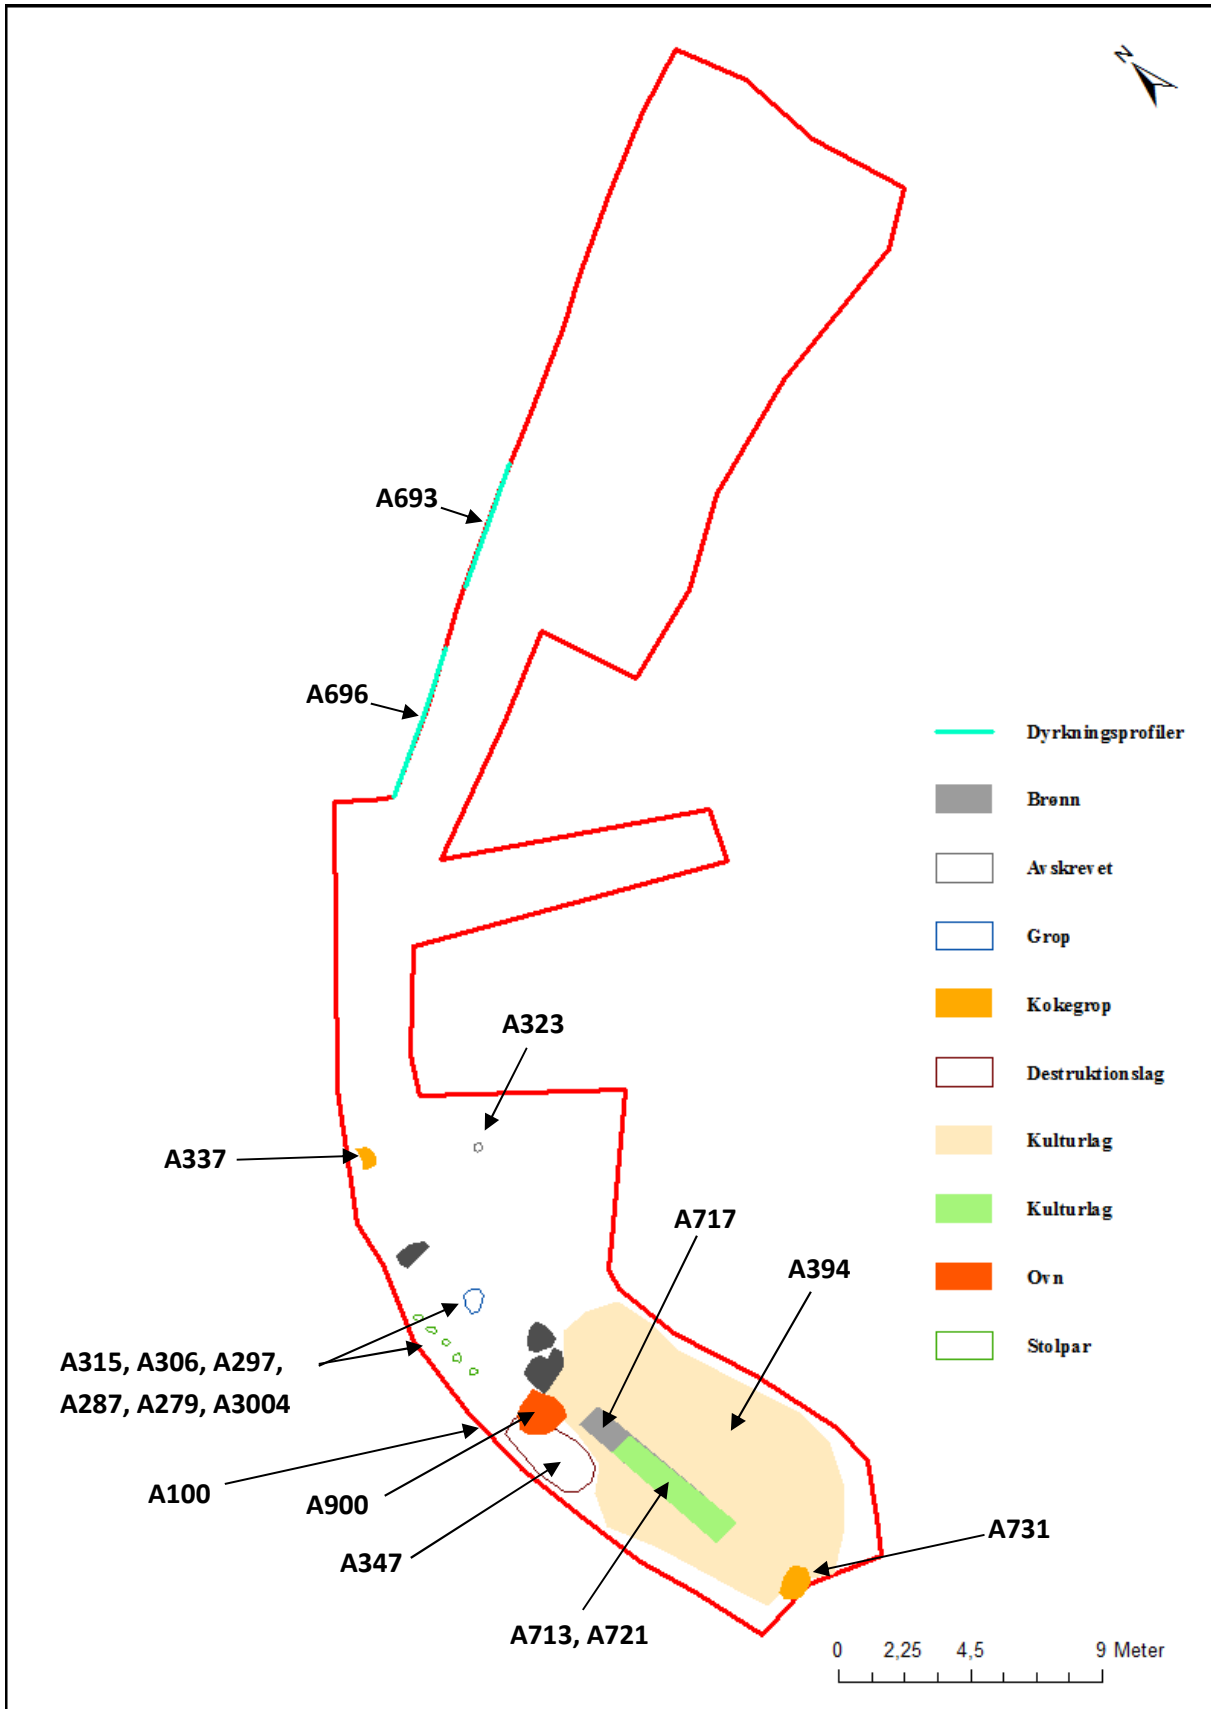 N
A693
A696
Dyrkningsprofiler
Brønn
Avskrevet
Grop
Kokegrop
Destruktionslag
Kulturlag
Kulturlag
Ovn
Stolpar
A323
A337
A717
A394
A315, A306, A297,
A287, A279, A3004
A100
A900
A347
A731
A713, A721
0 2,25 4,5 9 Meter